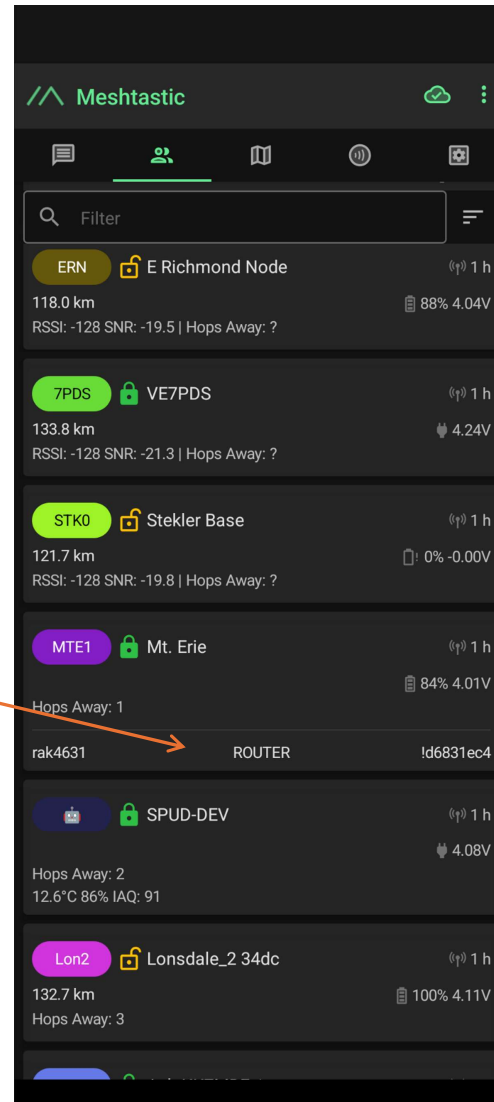 Meshtastic
Filter
ERN E Richmond Node 1 h
118.0 km 88% 4.04V
RSSI: -128 SNR: -19.5 | Hops Away: ?
7PDS VE7PDS 1 h
133.8 km 4.24V
RSSI: -128 SNR: -21.3 | Hops Away: ?
STK0 Stekler Base 1 h
121.7 km ! 0% -0.00V
RSSI: -128 SNR: -19.8 | Hops Away: ?
MTE1 Mt. Erie 1 h
84% 4.01V
Hops Away: 1
rak4631 ROUTER !d6831ec4
🤖 SPUD-DEV 1 h
4.08V
Hops Away: 2
12.6°C 86% IAQ: 91
Lon2 Lonsdale_2 34dc 1 h
132.7 km 100% 4.11V
Hops Away: 3